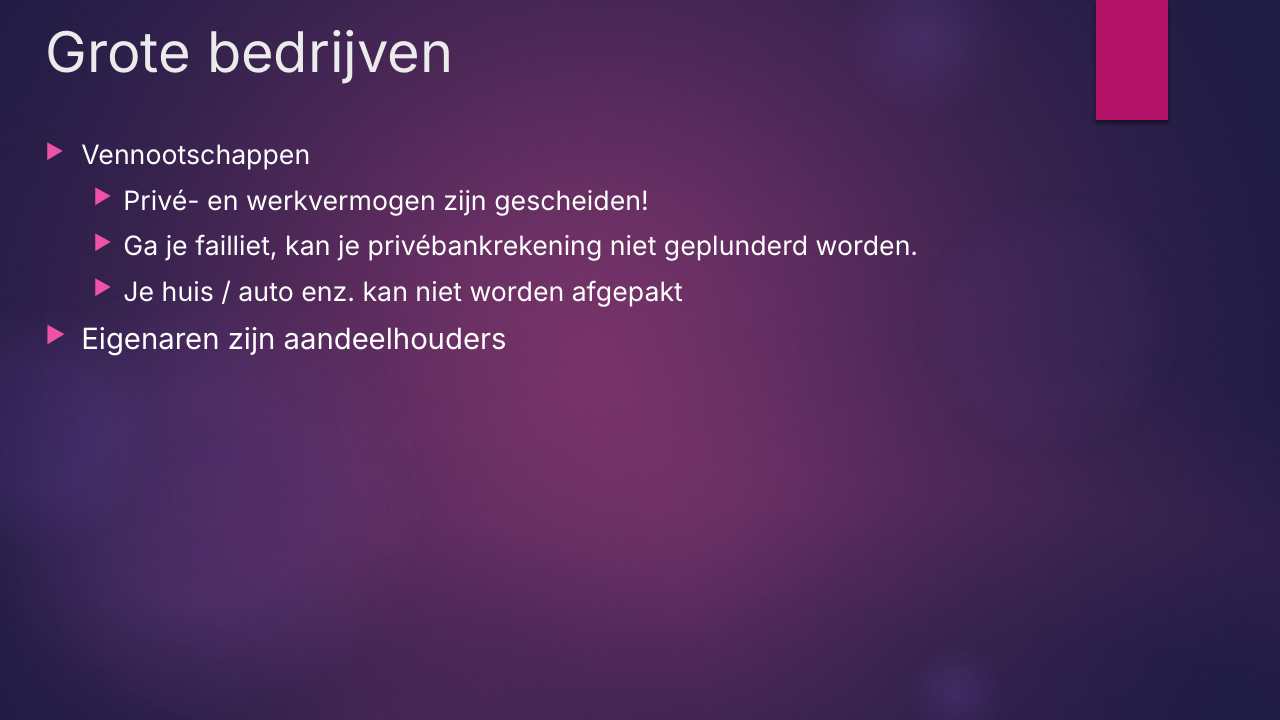 Grote bedrijven
Vennootschappen
Privé- en werkvermogen zijn gescheiden!
Ga je failliet, kan je privébankrekening niet geplunderd worden.
Je huis / auto enz. kan niet worden afgepakt
Eigenaren zijn aandeelhouders